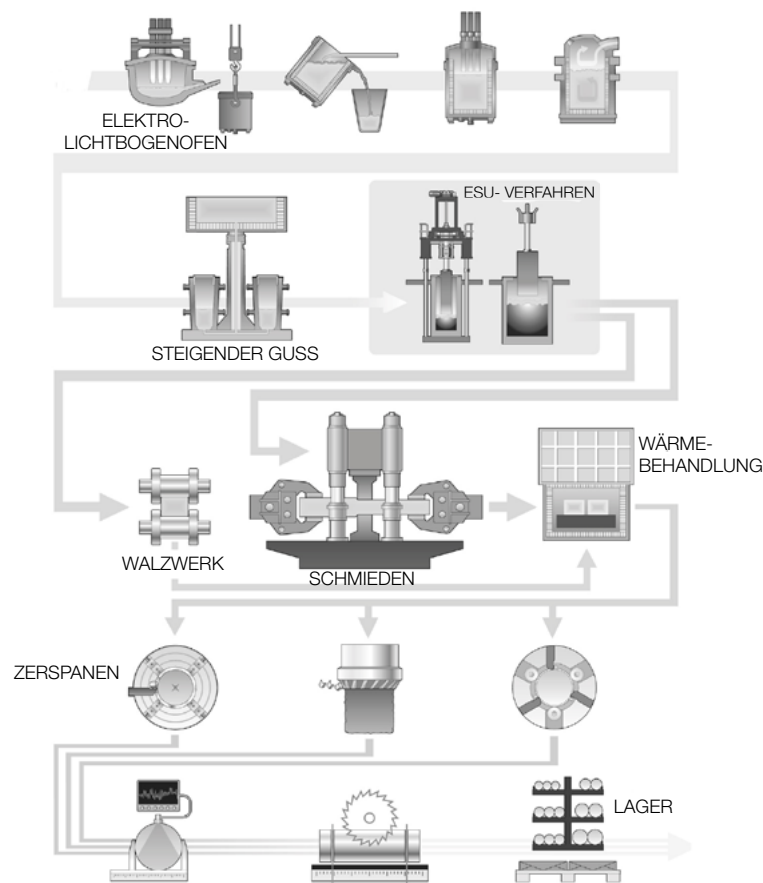 ELEKTRO-
LICHTBOGENOFEN
ESU- VERFAHREN
STEIGENDER GUSS
WÄRME-
BEHANDLUNG
WALZWERK
SCHMIEDEN
ZERSPANEN
LAGER